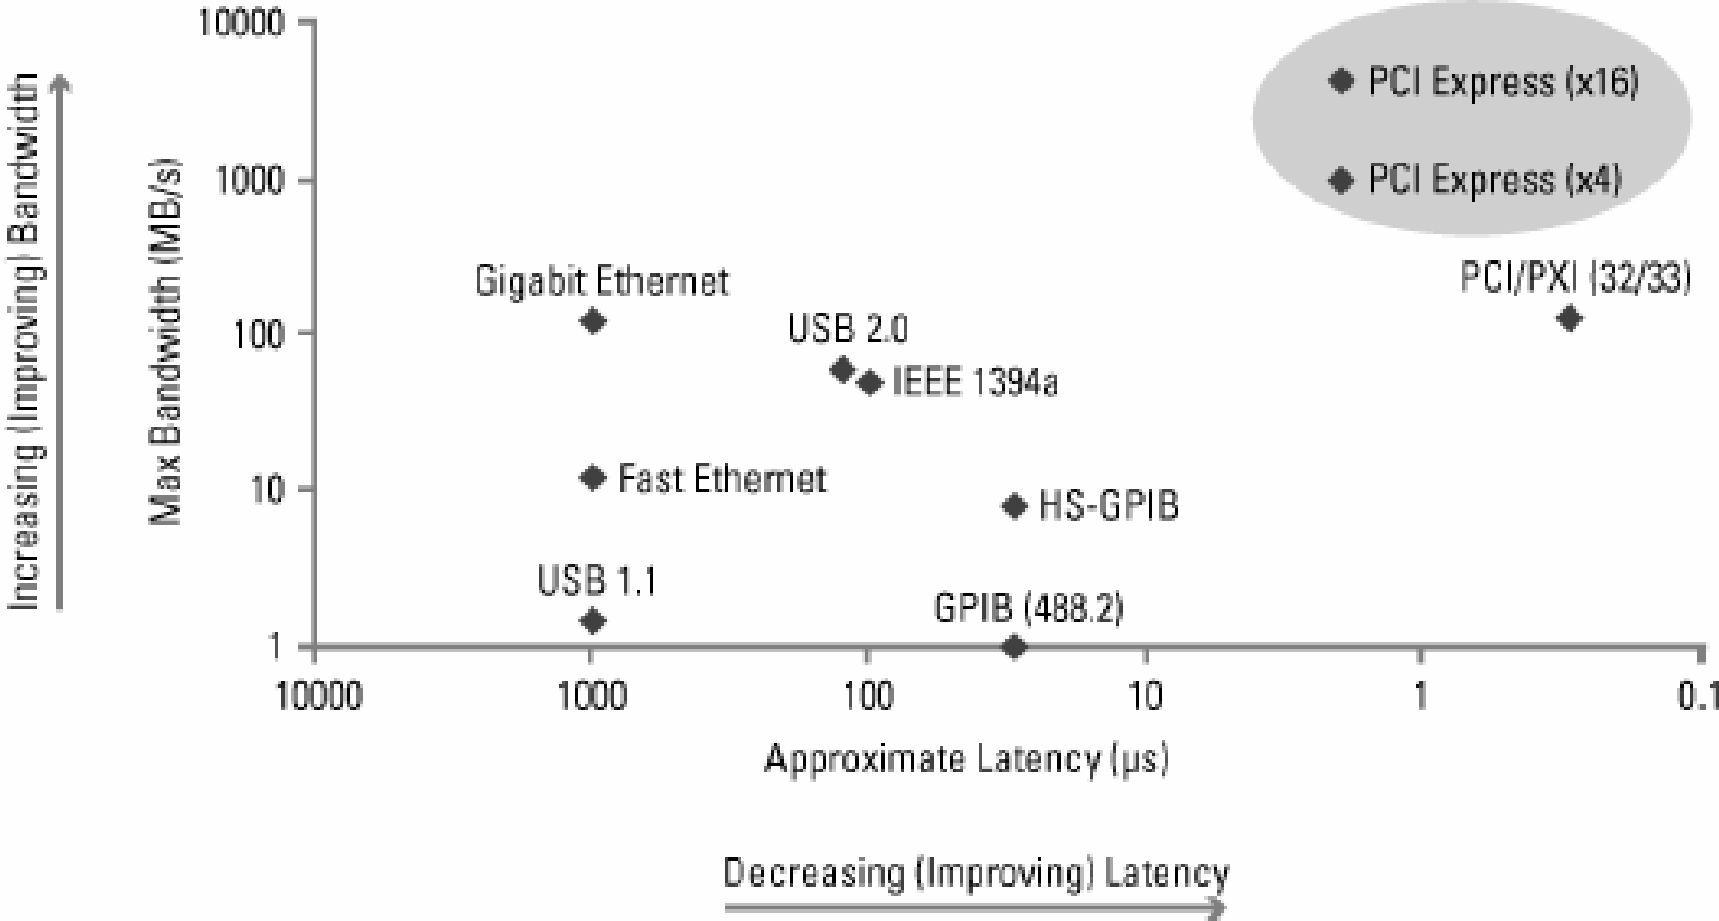 Increasing (Improving) Bandwidth
Max Bandwidth (MB/s)
10000
1000
100
10
1
PCI Express (x16)
PCI Express (x4)
PCI/PXI (32/33)
Gigabit Ethernet
USB 2.0
IEEE 1394a
Fast Ethernet
HS-GPIB
USB 1.1
GPIB (488.2)
10000 1000 100 10 1 0.1
Approximate Latency (µs)
Decreasing (Improving) Latency